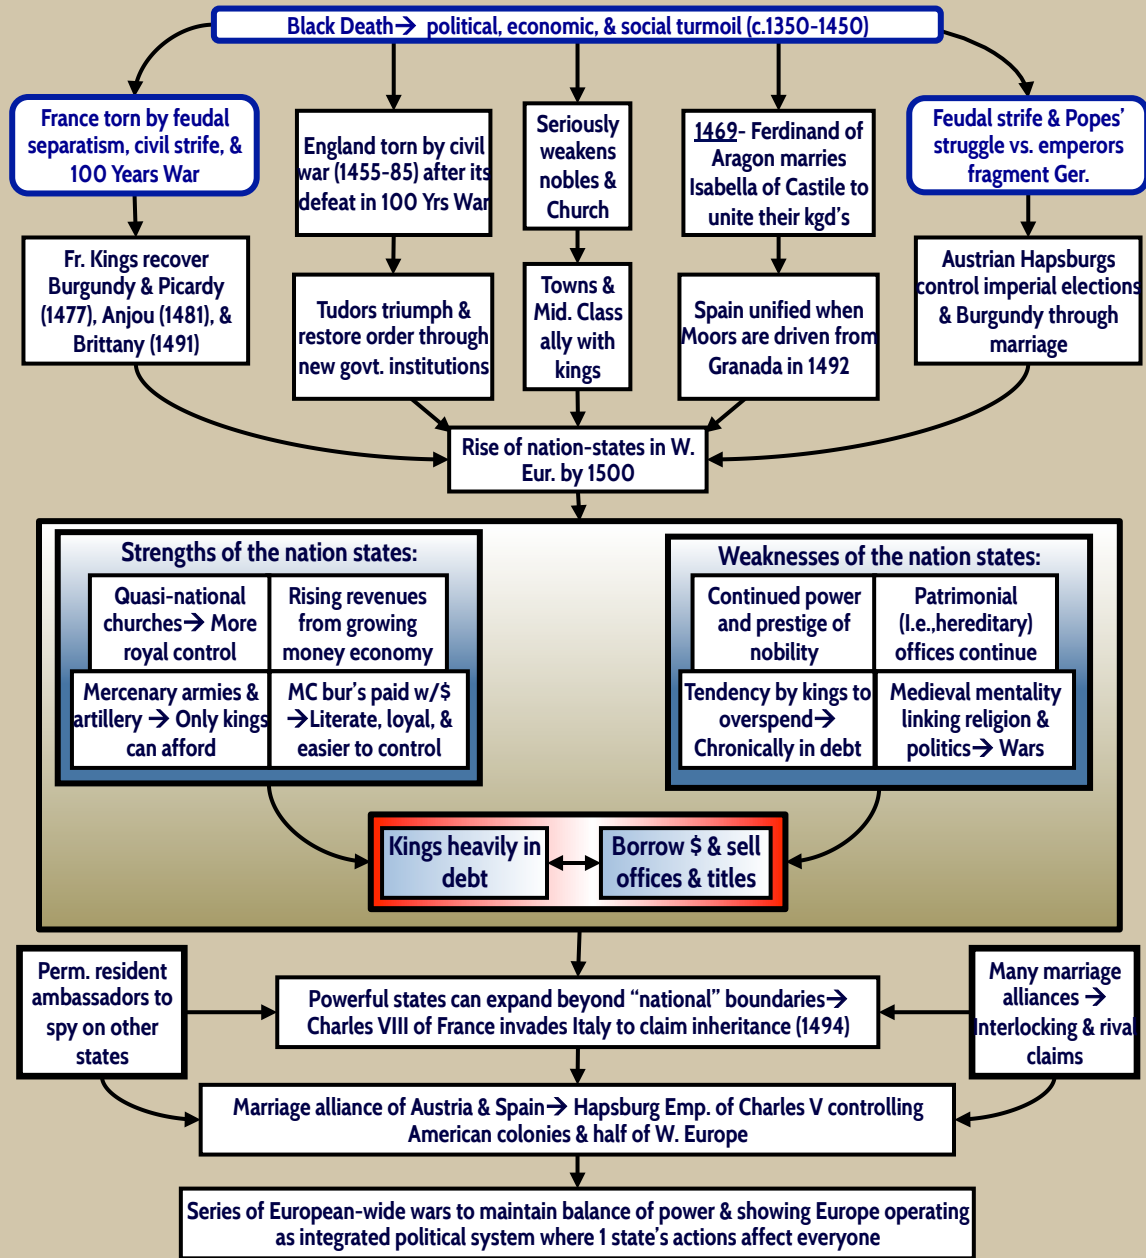 Black Death→ political, economic, & social turmoil (c.1350-1450)
France torn by feudal
separatism, civil strife, &
100 Years War
England torn by civil
war (1455-85) after its
defeat in 100 Yrs War
Seriously
weakens
nobles &
Church
1469- Ferdinand of
Aragon marries
Isabella of Castile to
unite their kgd's
Feudal strife & Popes'
struggle vs. emperors
fragment Ger.
Fr. Kings recover
Burgundy & Picardy
(1477), Anjou (1481), &
Brittany (1491)
Tudors triumph &
restore order through
new govt. institutions
Towns &
Mid. Class
ally with
kings
Spain unified when
Moors are driven from
Granada in 1492
Austrian Hapsburgs
control imperial elections
& Burgundy through
marriage
Rise of nation-states in W.
Eur. by 1500
Strengths of the nation states:
Quasi-national
churches→ More
royal control
Rising revenues
from growing
money economy
Mercenary armies &
artillery → Only kings
can afford
MC bur's paid w/$
→Literate, loyal, &
easier to control
Weaknesses of the nation states:
Continued power
and prestige of
nobility
Patrimonial
(I.e.,hereditary)
offices continue
Tendency by kings to
overspend→
Chronically in debt
Medieval mentality
linking religion &
politics→ Wars
Kings heavily in
debt
Borrow $ & sell
offices & titles
Perm. resident
ambassadors to
spy on other
states
Powerful states can expand beyond “national” boundaries→
Charles VIII of France invades Italy to claim inheritance (1494)
Many marriage
alliances →
Interlocking & rival
claims
Marriage alliance of Austria & Spain→ Hapsburg Emp. of Charles V controlling
American colonies & half of W. Europe
Series of European-wide wars to maintain balance of power & showing Europe operating
as integrated political system where 1 state's actions affect everyone